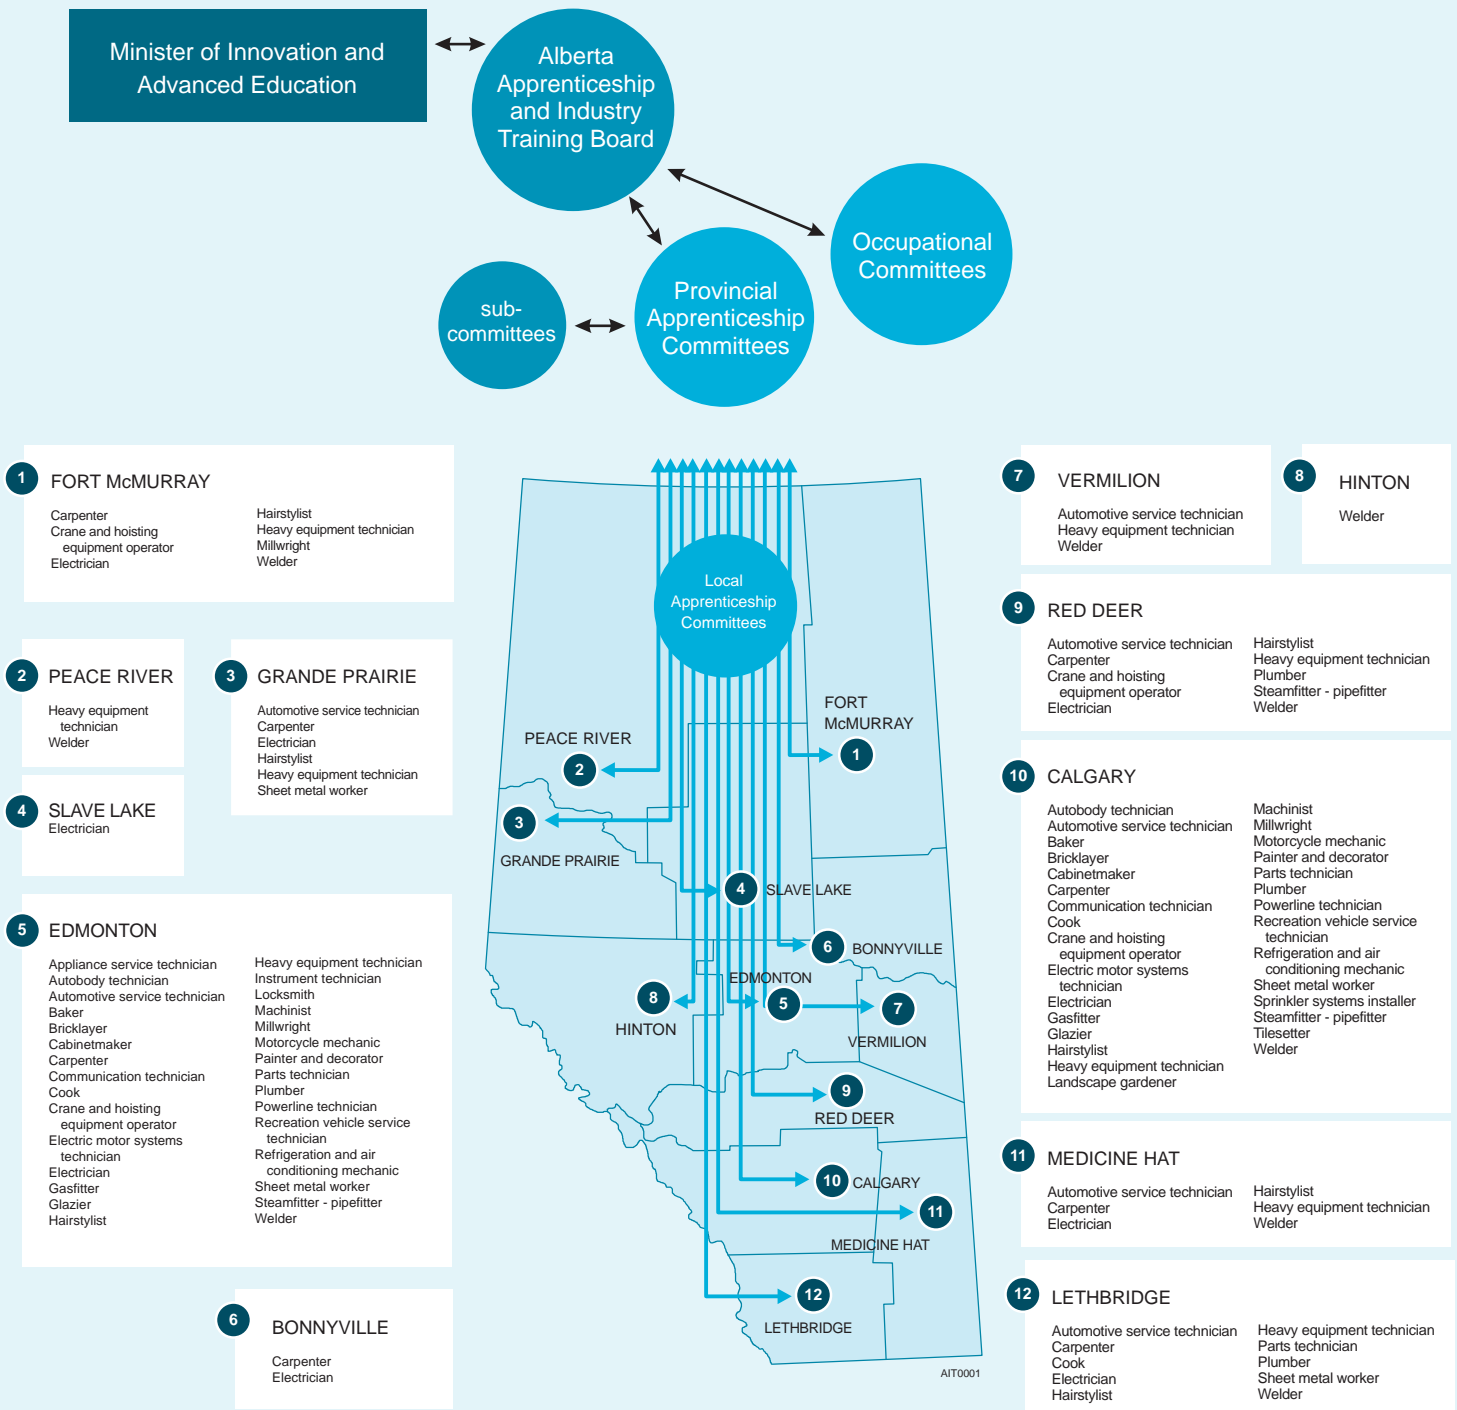 Minister of Innovation and
Advanced Education
Alberta
Apprenticeship
and Industry
Training Board
Occupational
Committees
Provincial
Apprenticeship
Committees
sub-
committees
1
FORT McMURRAY
Carpenter
Crane and hoisting
equipment operator
Electrician
Hairstylist
Heavy equipment technician
Millwright
Welder
2
PEACE RIVER
Heavy equipment
technician
Welder
3
GRANDE PRAIRIE
Automotive service technician
Carpenter
Electrician
Hairstylist
Heavy equipment technician
Sheet metal worker
4
SLAVE LAKE
Electrician
5
EDMONTON
Appliance service technician
Autobody technician
Automotive service technician
Baker
Bricklayer
Cabinetmaker
Carpenter
Communication technician
Cook
Crane and hoisting
equipment operator
Electric motor systems
technician
Electrician
Gasfitter
Glazier
Hairstylist
Heavy equipment technician
Instrument technician
Locksmith
Machinist
Millwright
Motorcycle mechanic
Painter and decorator
Parts technician
Plumber
Powerline technician
Recreation vehicle service
technician
Refrigeration and air
conditioning mechanic
Sheet metal worker
Steamfitter - pipefitter
Welder
6
BONNYVILLE
Carpenter
Electrician
Local
Apprenticeship
Committees
FORT
McMURRAY
1
PEACE RIVER
2
3
GRANDE PRAIRIE
4
SLAVE LAKE
6
BONNYVILLE
EDMONTON
5
8
HINTON
7
VERMILION
9
RED DEER
10
CALGARY
11
MEDICINE HAT
12
LETHBRIDGE
AIT0001
7
VERMILION
Automotive service technician
Heavy equipment technician
Welder
8
HINTON
Welder
9
RED DEER
Automotive service technician
Carpenter
Crane and hoisting
equipment operator
Electrician
Hairstylist
Heavy equipment technician
Plumber
Steamfitter - pipefitter
Welder
10
CALGARY
Autobody technician
Automotive service technician
Baker
Bricklayer
Cabinetmaker
Carpenter
Communication technician
Cook
Crane and hoisting
equipment operator
Electric motor systems
technician
Electrician
Gasfitter
Glazier
Hairstylist
Heavy equipment technician
Landscape gardener
Machinist
Millwright
Motorcycle mechanic
Painter and decorator
Parts technician
Plumber
Powerline technician
Recreation vehicle service
technician
Refrigeration and air
conditioning mechanic
Sheet metal worker
Sprinkler systems installer
Steamfitter - pipefitter
Tilesetter
Welder
11
MEDICINE HAT
Automotive service technician
Carpenter
Electrician
Hairstylist
Heavy equipment technician
Welder
12
LETHBRIDGE
Automotive service technician
Carpenter
Cook
Electrician
Hairstylist
Heavy equipment technician
Parts technician
Plumber
Sheet metal worker
Welder